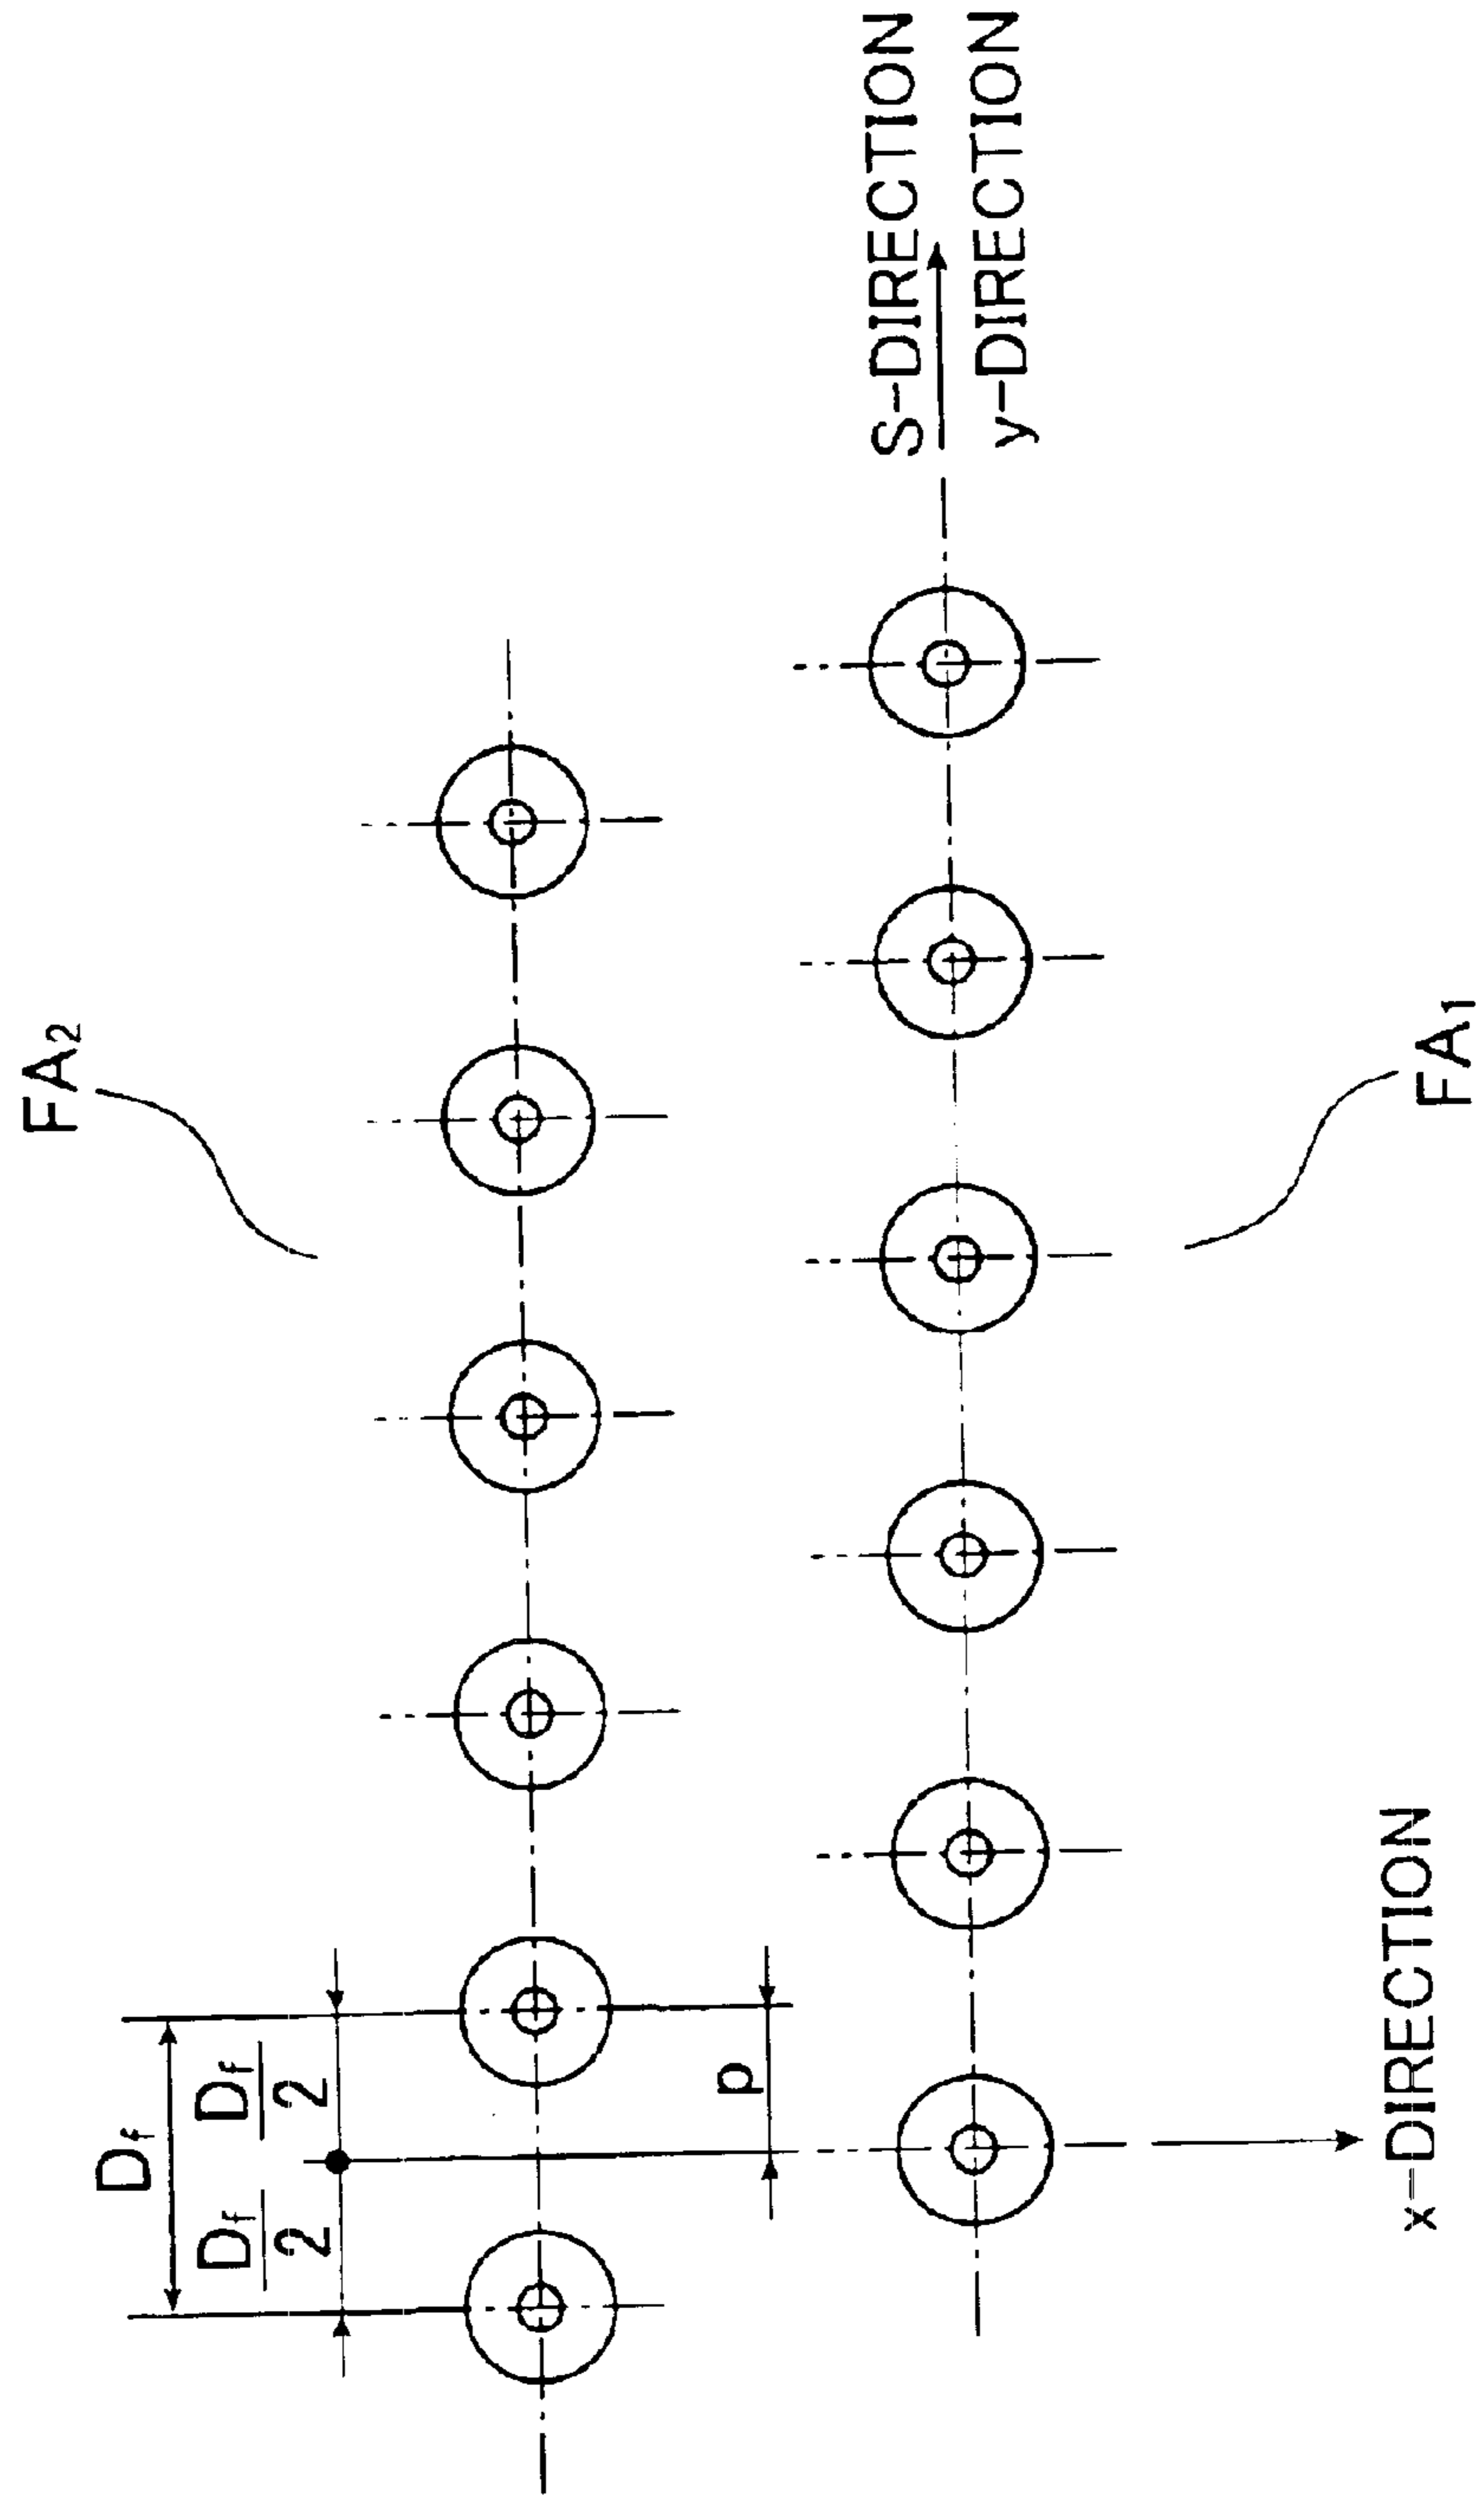 FA2
Df
Df
2
Df
2
p
S-DIRECTION
y-DIRECTION
x-DIRECTION
FA1